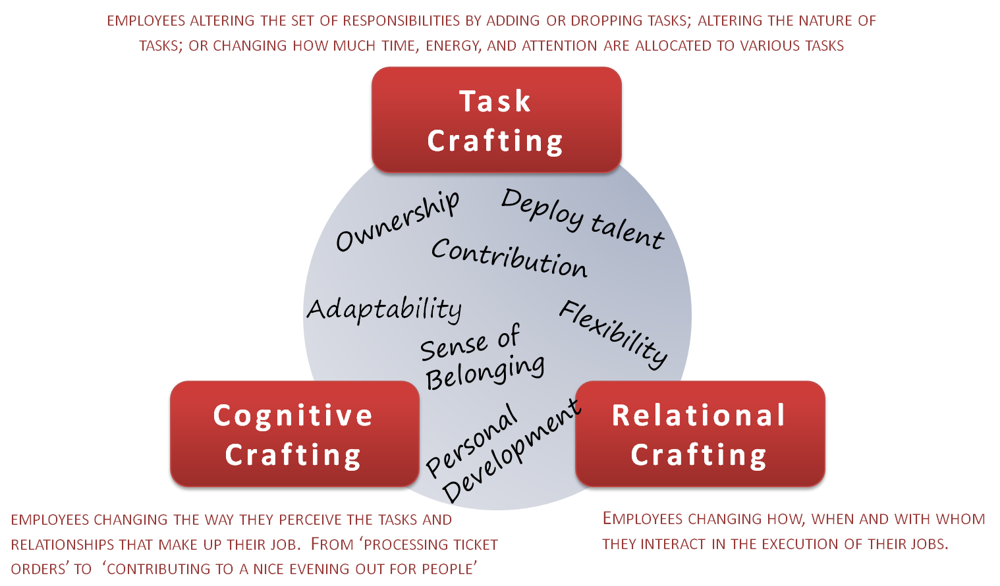 EMPLOYEES ALTERING THE SET OF RESPONSIBILITIES BY ADDING OR DROPPING TASKS; ALTERING THE NATURE OF
TASKS; OR CHANGING HOW MUCH TIME, ENERGY, AND ATTENTION ARE ALLOCATED TO VARIOUS TASKS
Task
Crafting
Ownership
Deploy talent
Contribution
Adaptability
Flexibility
Sense of
Belonging
Personal
Development
Cognitive
Crafting
Relational
Crafting
EMPLOYEES CHANGING THE WAY THEY PERCEIVE THE TASKS AND
RELATIONSHIPS THAT MAKE UP THEIR JOB.  FROM ‘PROCESSING TICKET
ORDERS’ TO  ‘CONTRIBUTING TO A NICE EVENING OUT FOR PEOPLE’
EMPLOYEES CHANGING HOW, WHEN AND WITH WHOM
THEY INTERACT IN THE EXECUTION OF THEIR JOBS.